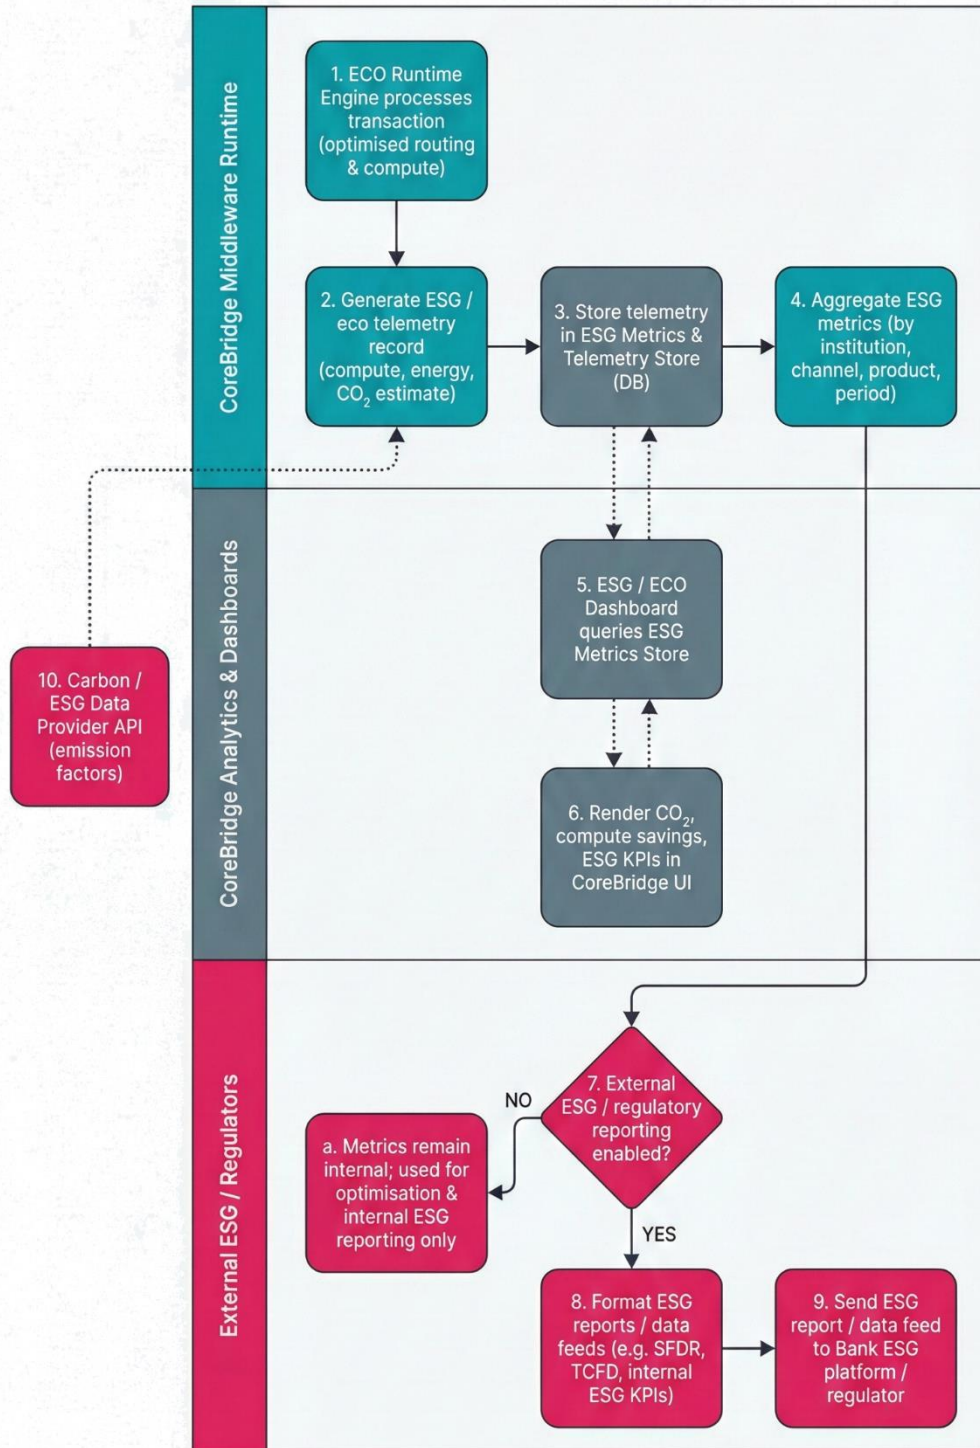 CoreBridge Middleware Runtime
1. ECO Runtime
Engine processes
transaction
(optimised routing
& compute)
2. Generate ESG /
eco telemetry
record
(compute, energy,
CO₂ estimate)
3. Store telemetry
in ESG Metrics &
Telemetry Store
(DB)
4. Aggregate ESG
metrics (by
institution,
channel, product,
period)
CoreBridge Analytics & Dashboards
5. ESG / ECO
Dashboard
queries ESG
Metrics Store
10. Carbon /
ESG Data
Provider API
(emission
factors)
6. Render CO₂,
compute savings,
ESG KPIs in
CoreBridge UI
External ESG / Regulators
7. External
ESG / regulatory
reporting
enabled?
NO
a. Metrics remain
internal; used for
optimisation &
internal ESG
reporting only
YES
8. Format ESG
reports / data
feeds (e.g. SFDR,
TCFD, internal
ESG KPIs)
9. Send ESG
report / data feed
to Bank ESG
platform /
regulator